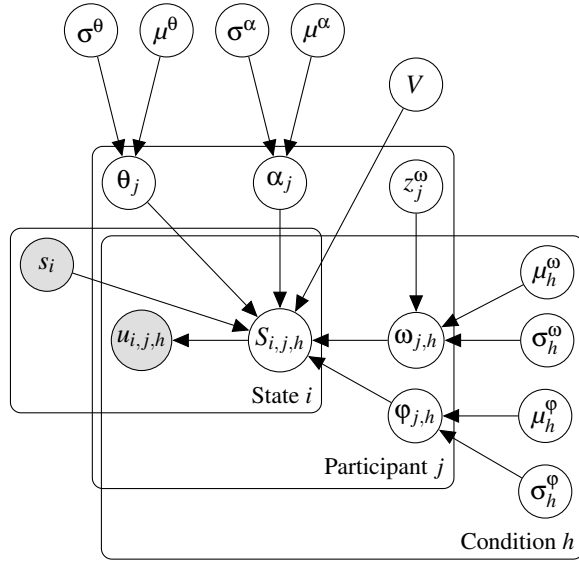 σ^θ μ^θ σ^α μ^α
V
θ_j α_j z_j^ω
s_i μ_h^ω
u_{i,j,h} S_{i,j,h} ω_{j,h} σ_h^ω
State i
φ_{j,h} μ_h^φ
Participant j
σ_h^φ
Condition h